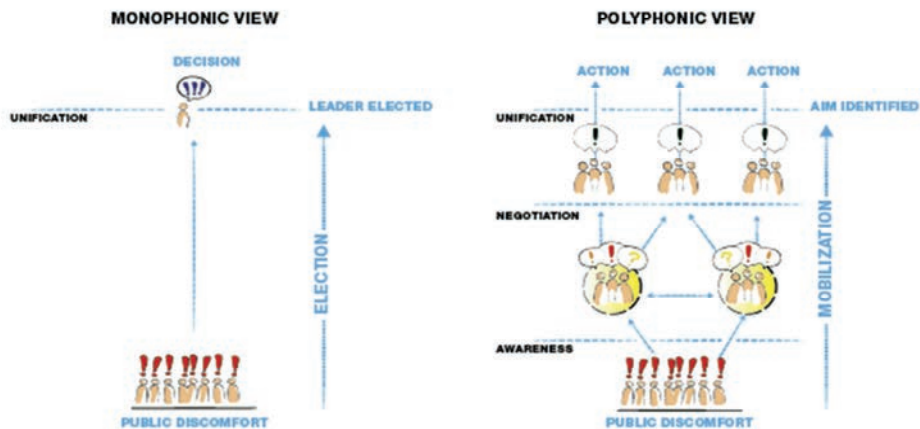 MONOPHONIC VIEW
DECISION
!!!
UNIFICATION
LEADER ELECTED
ELECTION
PUBLIC DISCOMFORT
POLYPHONIC VIEW
ACTION
ACTION
ACTION
UNIFICATION
AIM IDENTIFIED
! ! !
NEGOTIATION
! ! ? ? ! !
MOBILIZATION
AWARENESS
PUBLIC DISCOMFORT